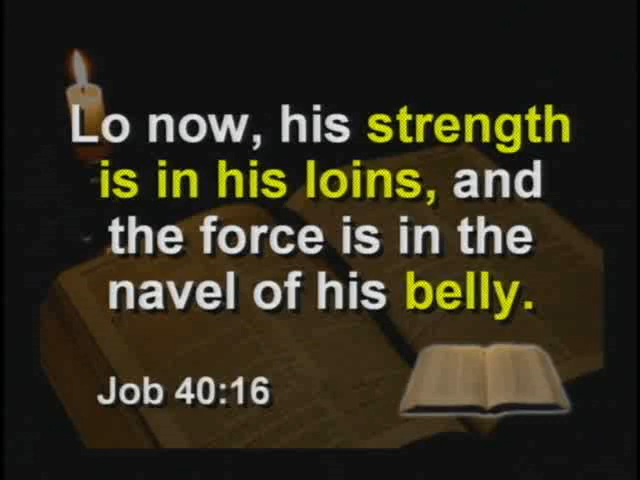 Lo now, his strength
is in his loins, and
the force is in the
navel of his belly.
Job 40:16